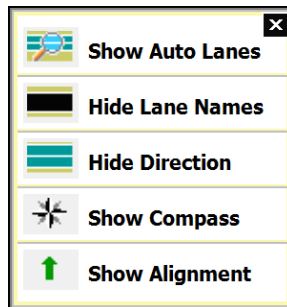 Show Auto Lanes
Hide Lane Names
Hide Direction
Show Compass
Show Alignment